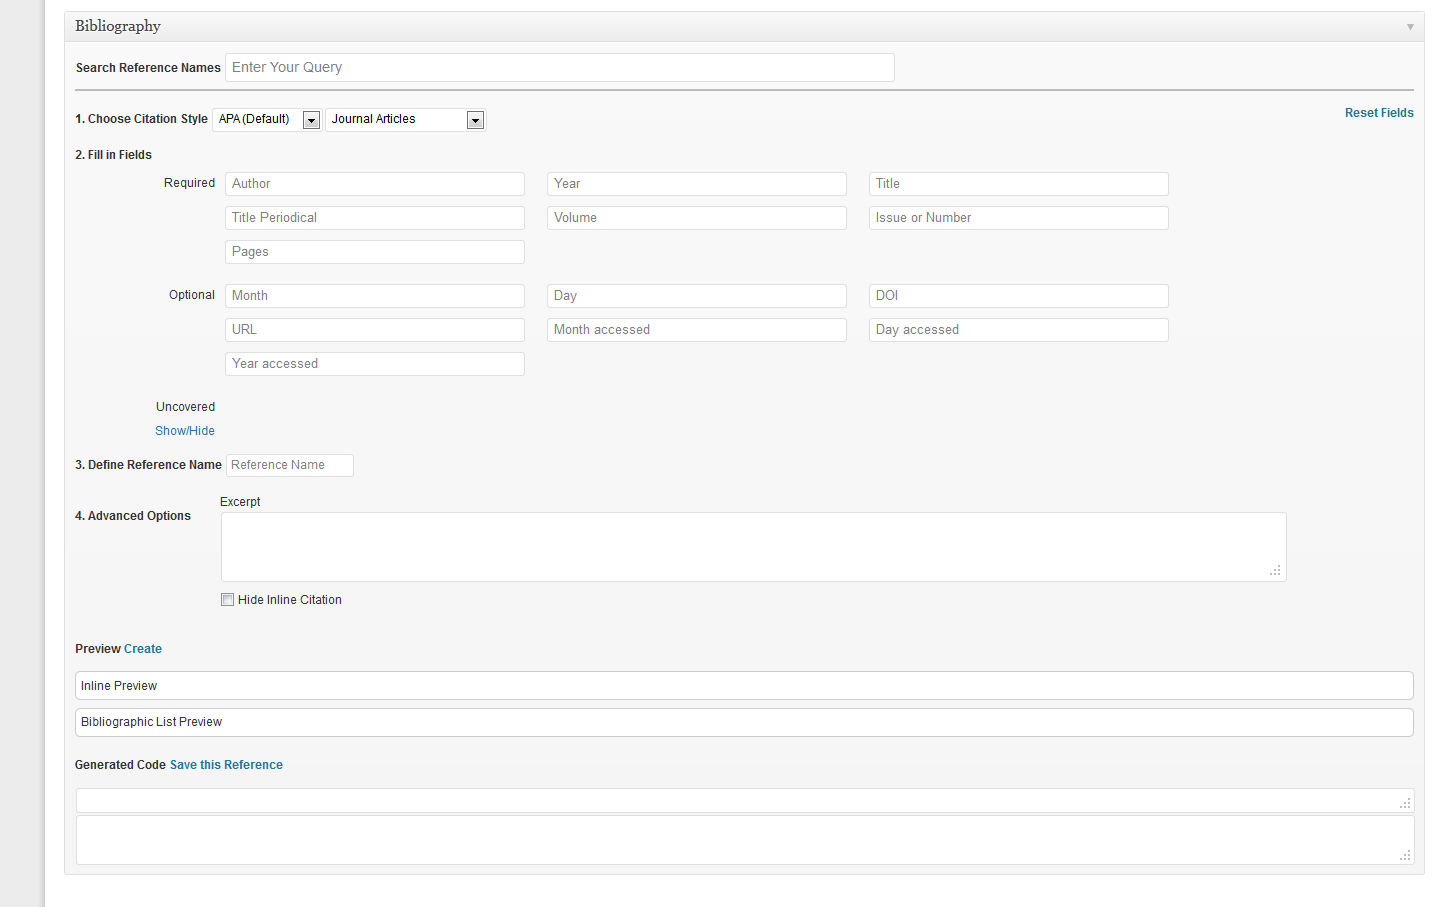 Bibliography
Search Reference Names Enter Your Query
1. Choose Citation Style APA (Default) Journal Articles Reset Fields
2. Fill in Fields
Required Author Year Title
Title Periodical Volume Issue or Number
Pages
Optional Month Day DOI
URL Month accessed Day accessed
Year accessed
Uncovered
Show/Hide
3. Define Reference Name Reference Name
Excerpt
4. Advanced Options
Hide Inline Citation
Preview Create
Inline Preview
Bibliographic List Preview
Generated Code Save this Reference